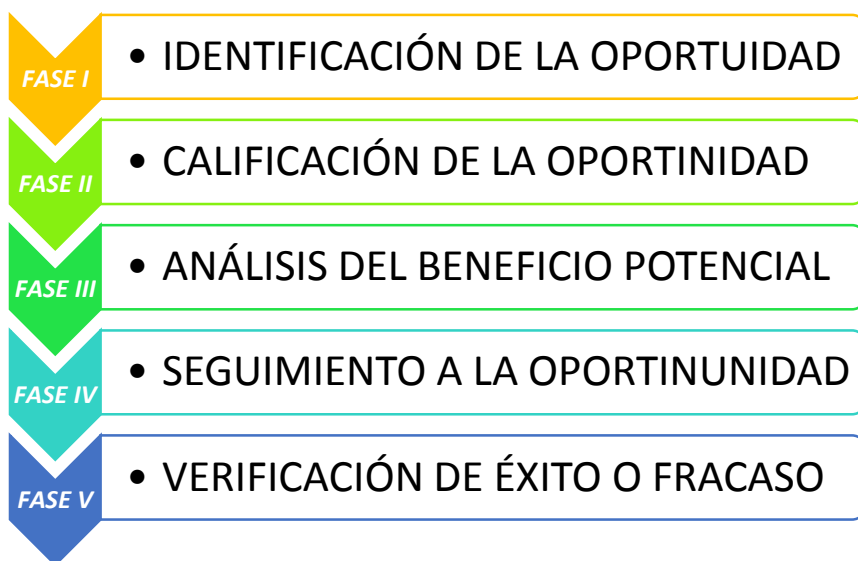 FASE I
• IDENTIFICACIÓN DE LA OPORTUIDAD
FASE II
• CALIFICACIÓN DE LA OPORTINIDAD
FASE III
• ANÁLISIS DEL BENEFICIO POTENCIAL
FASE IV
• SEGUIMIENTO A LA OPORTINUNIDAD
FASE V
• VERIFICACIÓN DE ÉXITO O FRACASO